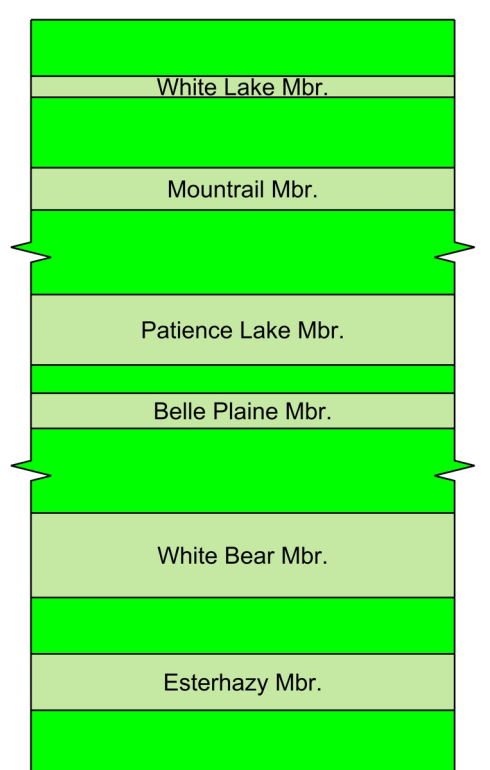 White Lake Mbr.
Mountrail Mbr.
Patience Lake Mbr.
Belle Plaine Mbr.
White Bear Mbr.
Esterhazy Mbr.